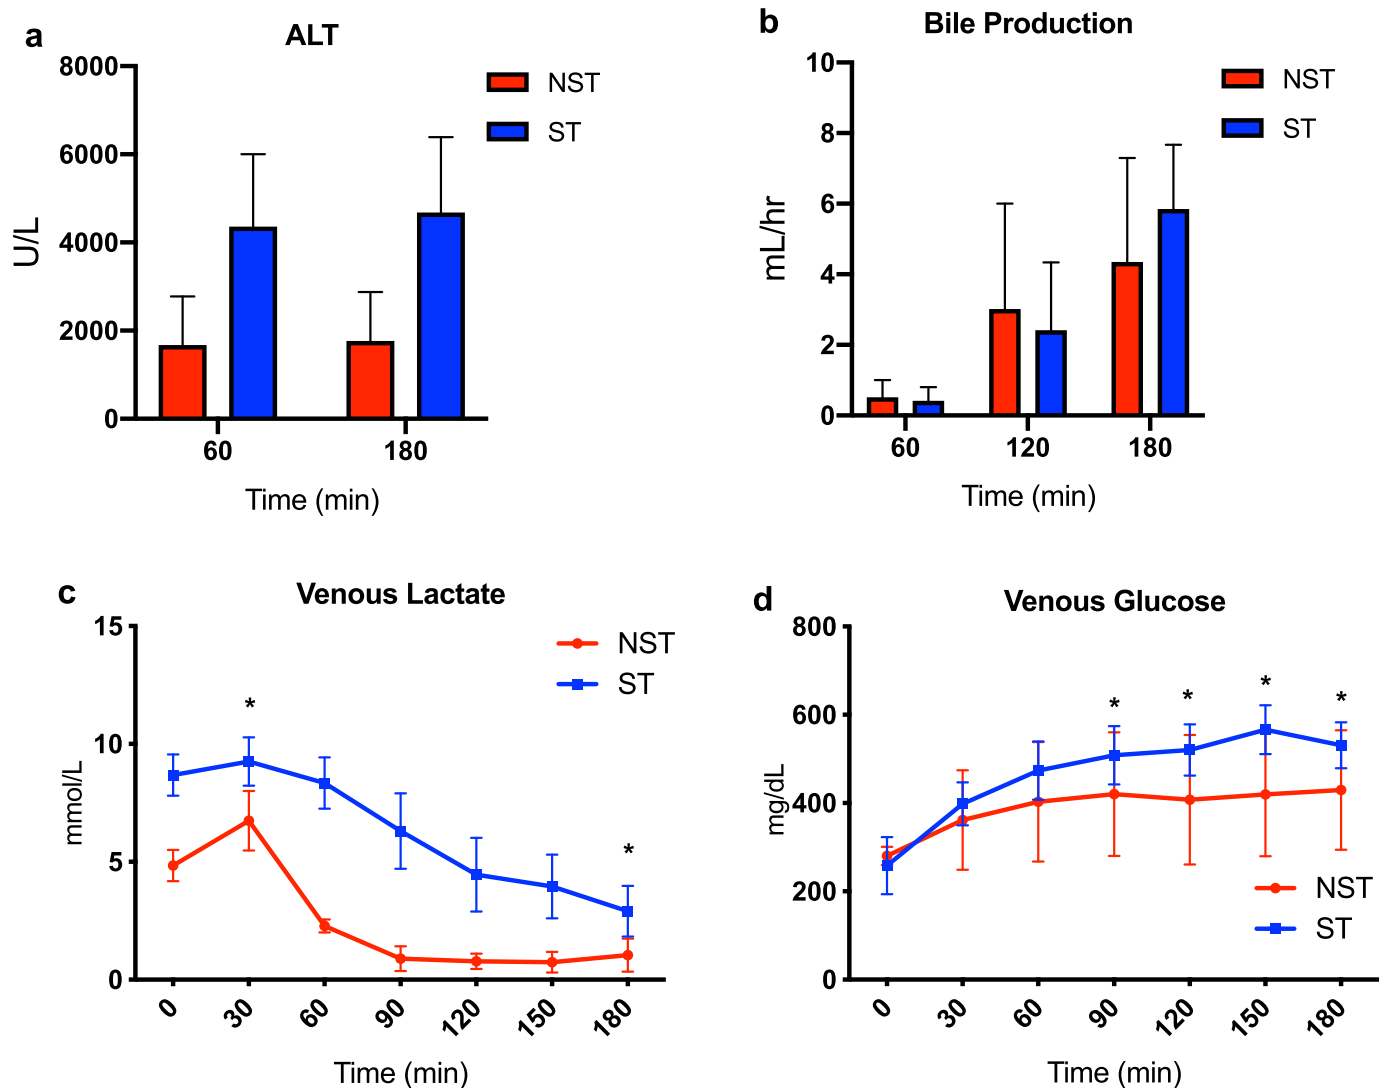 a
ALT
8000
6000
4000
2000
0
U/L
60
180
Time (min)
NST
ST
b
Bile Production
10
8
6
4
2
0
mL/hr
60
120
180
Time (min)
NST
ST
c
Venous Lactate
15
10
5
0
mmol/L
*
*
0
30
60
90
120
150
180
Time (min)
NST
ST
d
Venous Glucose
800
600
400
200
0
mg/dL
*
*
*
*
0
30
60
90
120
150
180
Time (min)
NST
ST